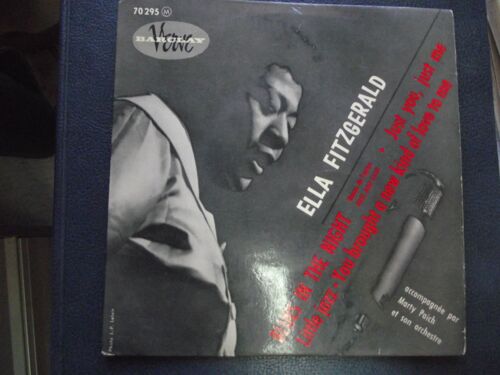 70 295 M
Verve
BARCLAY
ELLA FITZGERALD
BLUES IN THE NIGHT • Just you, just me
Little jazz • You brought a new kind of love to me
accompagnée par
Marty Paich
et son orchestre